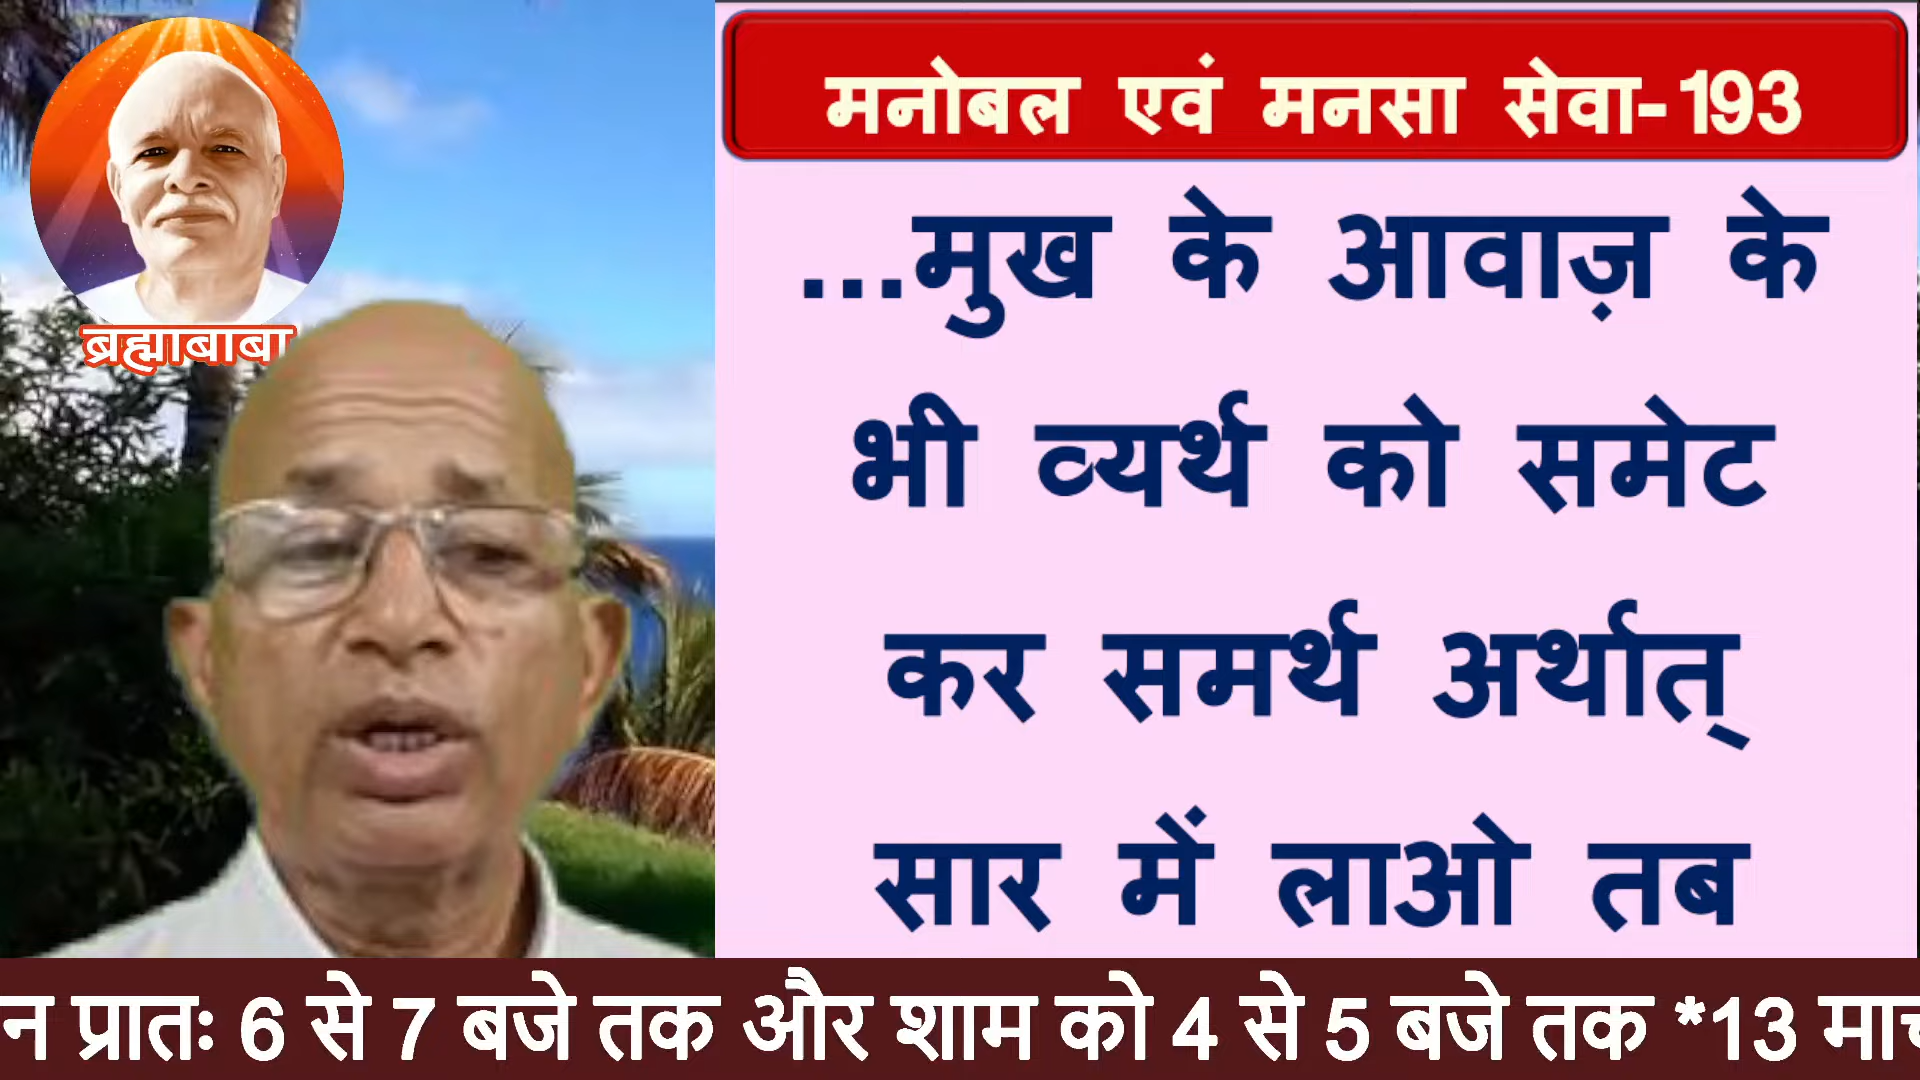 ब्रह्माबाबा
मनोबल एवं मनसा सेवा-193
...मुख के आवाज़ के
भी व्यर्थ को समेट
कर समर्थ अर्थात्
सार में लाओ तब
न प्रातः 6 से 7 बजे तक और शाम को 4 से 5 बजे तक *13